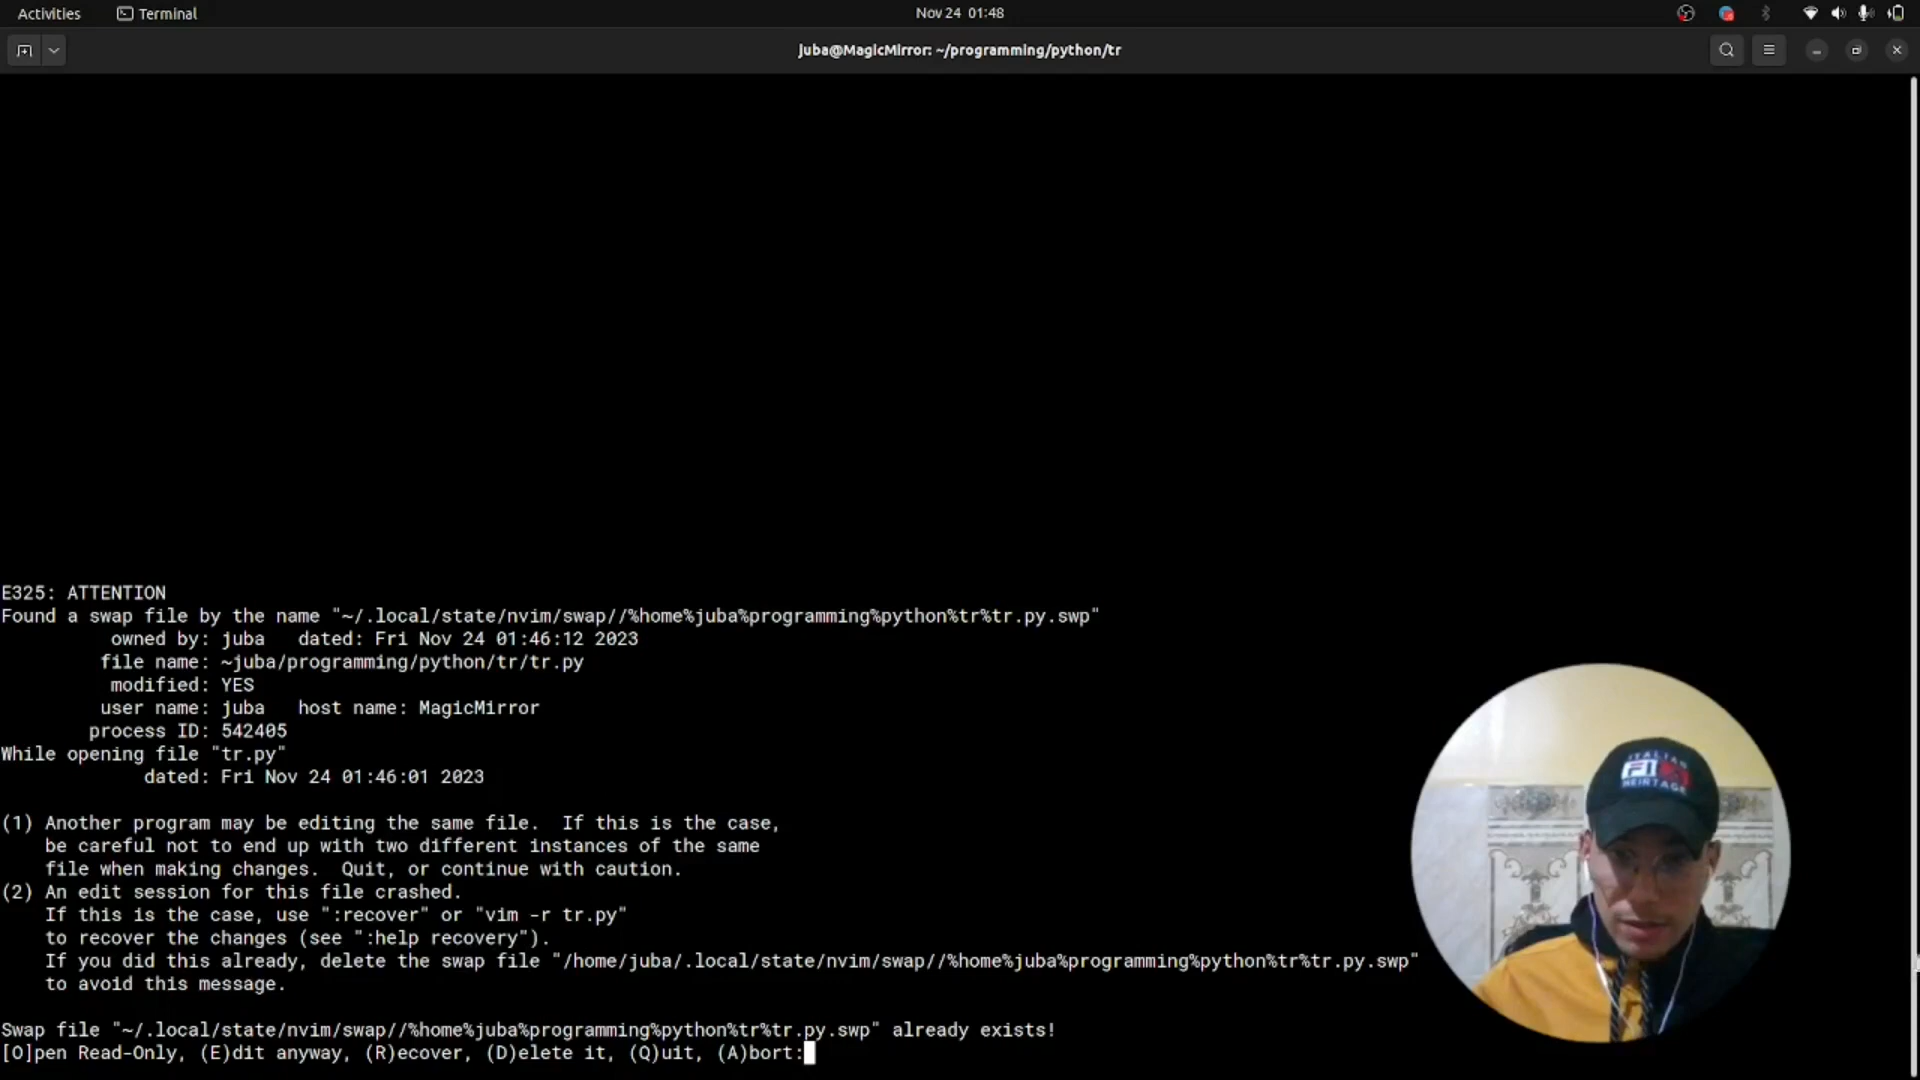 Activities
Terminal
Nov 24 01:48
juba@MagicMirror: ~/programming/python/tr
E325: ATTENTION
Found a swap file by the name "~/.local/state/nvim/swap//%home%juba%programming%python%tr%tr.py.swp"
owned by: juba   dated: Fri Nov 24 01:46:12 2023
file name: ~juba/programming/python/tr/tr.py
modified: YES
user name: juba   host name: MagicMirror
process ID: 542405
While opening file "tr.py"
dated: Fri Nov 24 01:46:01 2023
(1) Another program may be editing the same file.  If this is the case,
be careful not to end up with two different instances of the same
file when making changes.  Quit, or continue with caution.
(2) An edit session for this file crashed.
If this is the case, use ":recover" or "vim -r tr.py"
to recover the changes (see ":help recovery").
If you did this already, delete the swap file "/home/juba/.local/state/nvim/swap//%home%juba%programming%python%tr%tr.py.swp"
to avoid this message.
Swap file "~/.local/state/nvim/swap//%home%juba%programming%python%tr%tr.py.swp" already exists!
[O]pen Read-Only, (E)dit anyway, (R)ecover, (D)elete it, (Q)uit, (A)bort:
ITALIAN